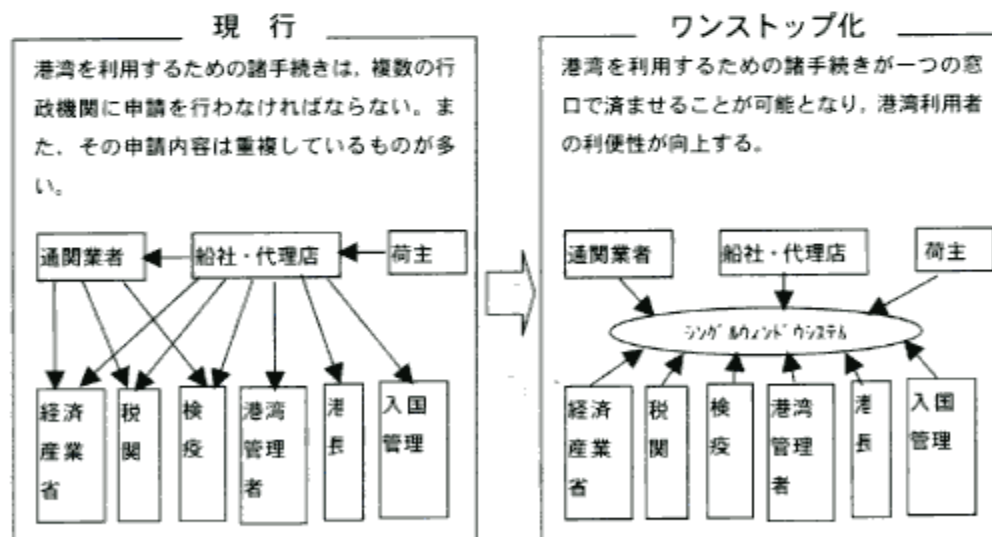 現 行
港湾を利用するための諸手続きは，複数の行
政機関に申請を行わなければならない。ま
た，その申請内容は重複しているものが多
い。
通関業者
船社・代理店
荷主
経済
産業
省
税
関
検
疫
港湾
管理
者
港
長
入国
管理
ワンストップ化
港湾を利用するための諸手続きが一つの窓
口で済ませることが可能となり，港湾利用者
の利便性が向上する。
通関業者
船社・代理店
荷主
ｼﾝｸﾞﾙｳｨﾝﾄﾞｳｼｽﾃﾑ
経済
産業
省
税
関
検
疫
港湾
管理
者
港
長
入国
管理